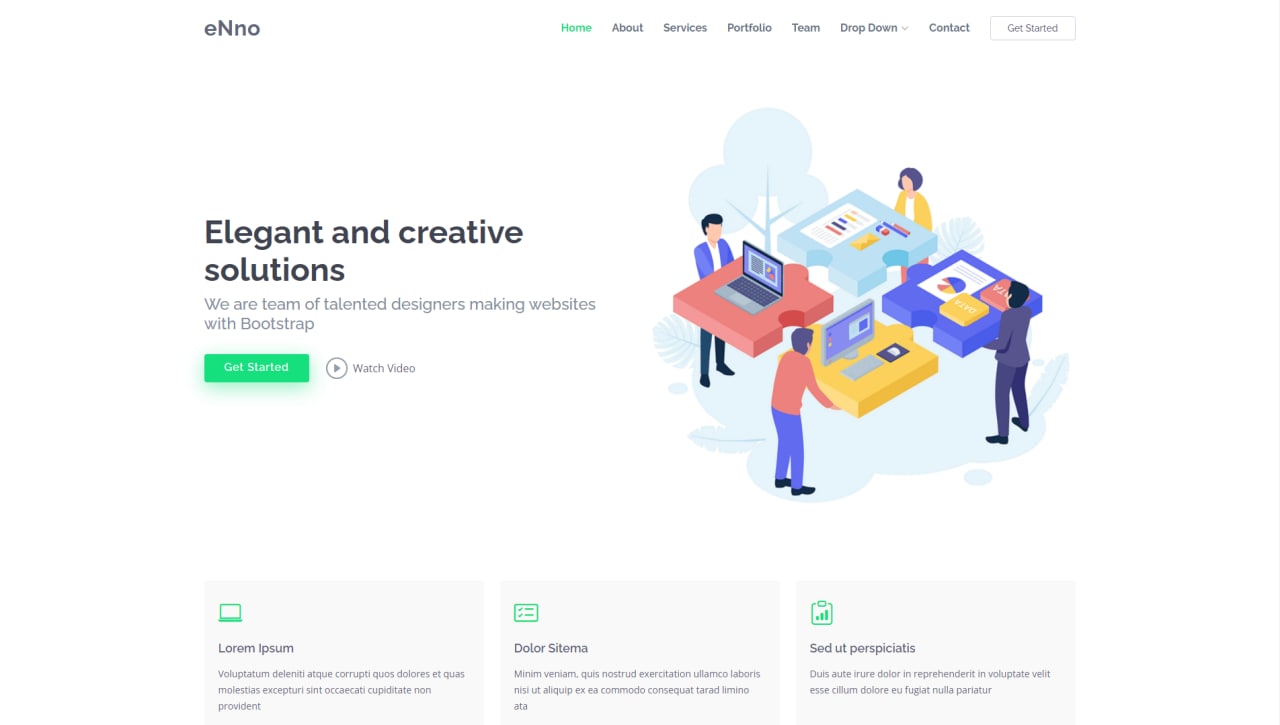 eNno
Home About Services Portfolio Team Drop Down Contact Get Started
Elegant and creative
solutions
We are team of talented designers making websites
with Bootstrap
Get Started Watch Video
DATA
DATA
Lorem Ipsum
Voluptatum deleniti atque corrupti quos dolores et quas
molestias excepturi sint occaecati cupiditate non
provident
Dolor Sitema
Minim veniam, quis nostrud exercitation ullamco laboris
nisi ut aliquip ex ea commodo consequat tarad limino
ata
Sed ut perspiciatis
Duis aute irure dolor in reprehenderit in voluptate velit
esse cillum dolore eu fugiat nulla pariatur